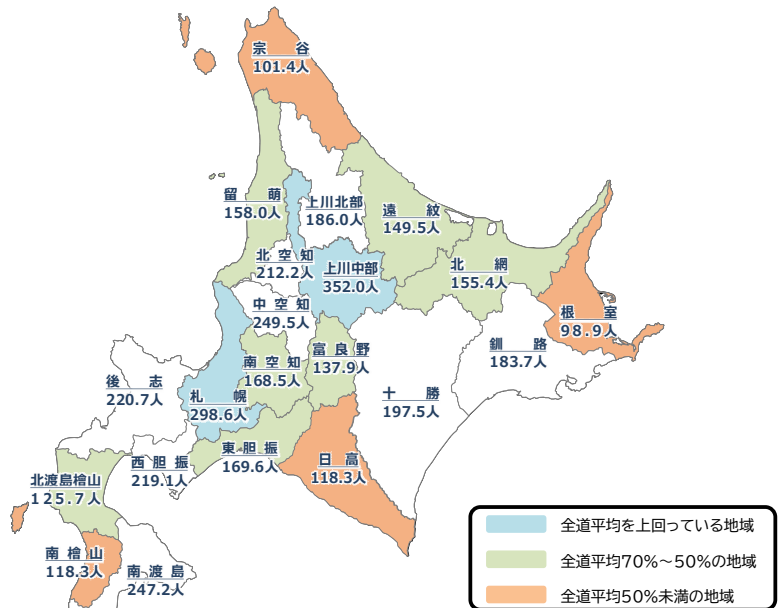 宗谷
101.4人
留萌
158.0人
上川北部
186.0人
遠紋
149.5人
北空知
212.2人
上川中部
352.0人
北網
155.4人
中空知
249.5人
根室
98.9人
富良野
137.9人
釧路
183.7人
南空知
168.5人
後志
220.7人
札幌
298.6人
十勝
197.5人
東胆振
169.6人
日高
118.3人
西胆振
219.1人
北渡島檜山
125.7人
南檜山
118.3人
南渡島
247.2人
全道平均を上回っている地域
全道平均70%～50%の地域
全道平均50%未満の地域